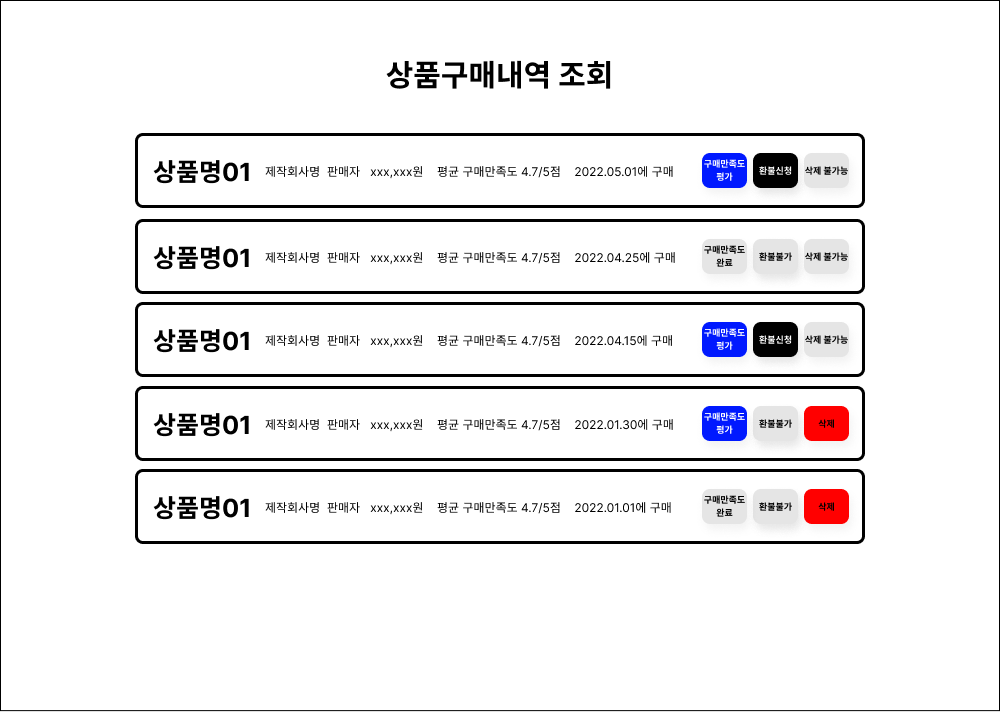 상품구매내역 조회
상품명01 제작회사명 판매자 xxx,xxx원 평균 구매만족도 4.7/5점 2022.05.01에 구매 구매만족도 평가 환불신청 삭제 불가능
상품명01 제작회사명 판매자 xxx,xxx원 평균 구매만족도 4.7/5점 2022.04.25에 구매 구매만족도 완료 환불불가 삭제 불가능
상품명01 제작회사명 판매자 xxx,xxx원 평균 구매만족도 4.7/5점 2022.04.15에 구매 구매만족도 평가 환불신청 삭제 불가능
상품명01 제작회사명 판매자 xxx,xxx원 평균 구매만족도 4.7/5점 2022.01.30에 구매 구매만족도 평가 환불불가 삭제
상품명01 제작회사명 판매자 xxx,xxx원 평균 구매만족도 4.7/5점 2022.01.01에 구매 구매만족도 완료 환불불가 삭제